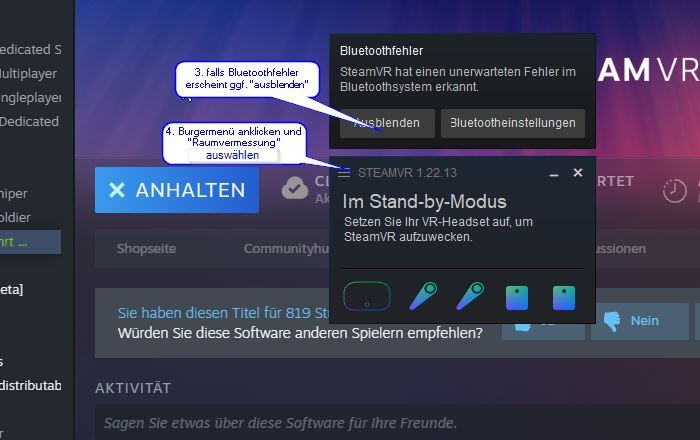 Dedicated S
ultiplayer
ngleplayer
Dedicated
niper
oldier
hrt ...
eta]
s
distributab
r
3. falls Bluetoothfehler
erscheint ggf. "ausblenden"
4. Burgermenü anklicken und
"Raumvermessung"
auswählen
Bluetoothfehler
SteamVR hat einen unerwarteten Fehler im
Bluetoothsystem erkannt.
Ausblenden
Bluetootheinstellungen
AM VR
STEAMVR 1.22.13
Im Stand-by-Modus
Setzen Sie Ihr VR-Headset auf, um
SteamVR aufzuwecken.
ANHALTEN
CL
Ak
RTET
Shopseite
Communityhu
ussionen
Sie haben diesen Titel für 819 St
Würden Sie diese Software anderen Spielern empfehlen?
Ja
Nein
AKTIVITÄT
Sagen Sie etwas über diese Software für Ihre Freunde.